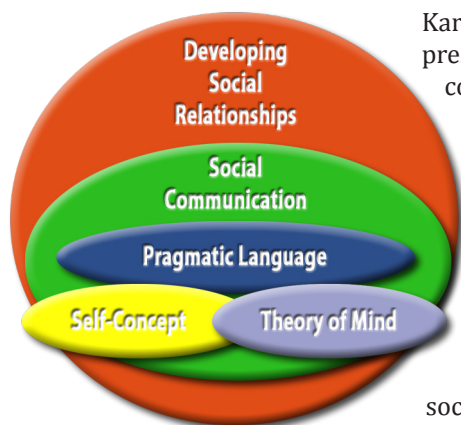 Developing
Social
Relationships
Social
Communication
Pragmatic Language
Self-Concept
Theory of Mind